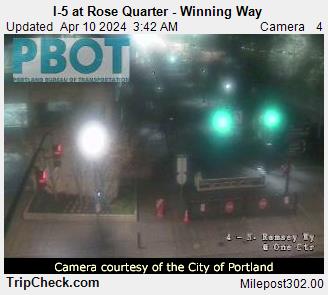 I-5 at Rose Quarter - Winning Way
Updated Apr 10 2024 3:42 AM Camera 4
PBOT
PORTLAND BUREAU OF TRANSPORTATION
4 - N. Ramsey Wy
@ One Ctr
Camera courtesy of the City of Portland
TripCheck.com Milepost302.00